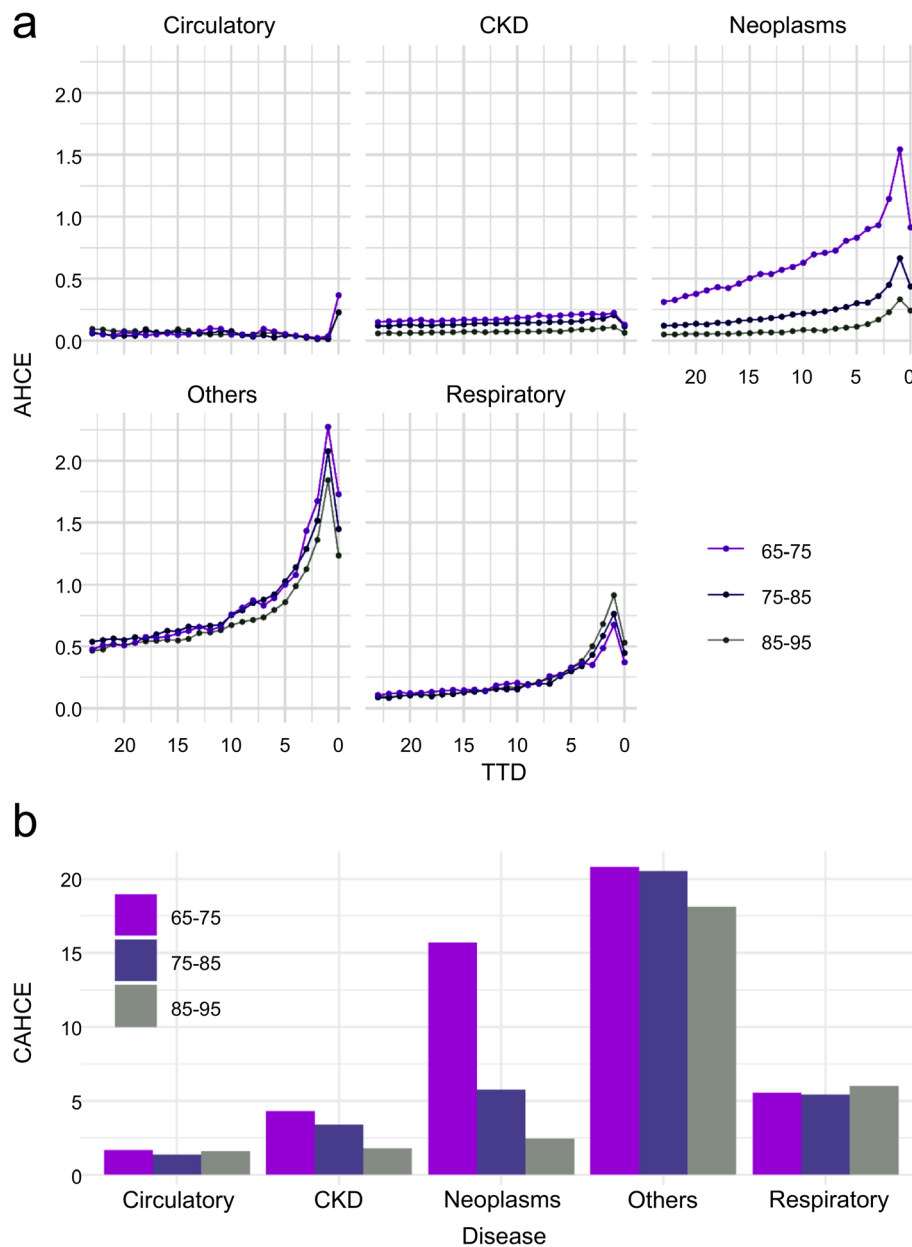 a
Circulatory CKD Neoplasms
2.0
1.5
1.0
0.5
0.0
20 15 10 5 0
AHCE
Others Respiratory
2.0
1.5
1.0
0.5
0.0
20 15 10 5 0 20 15 10 5 0
TTD
65-75
75-85
85-95
b
20
15
10
5
0
CAHCE
65-75
75-85
85-95
Circulatory CKD Neoplasms Others Respiratory
Disease